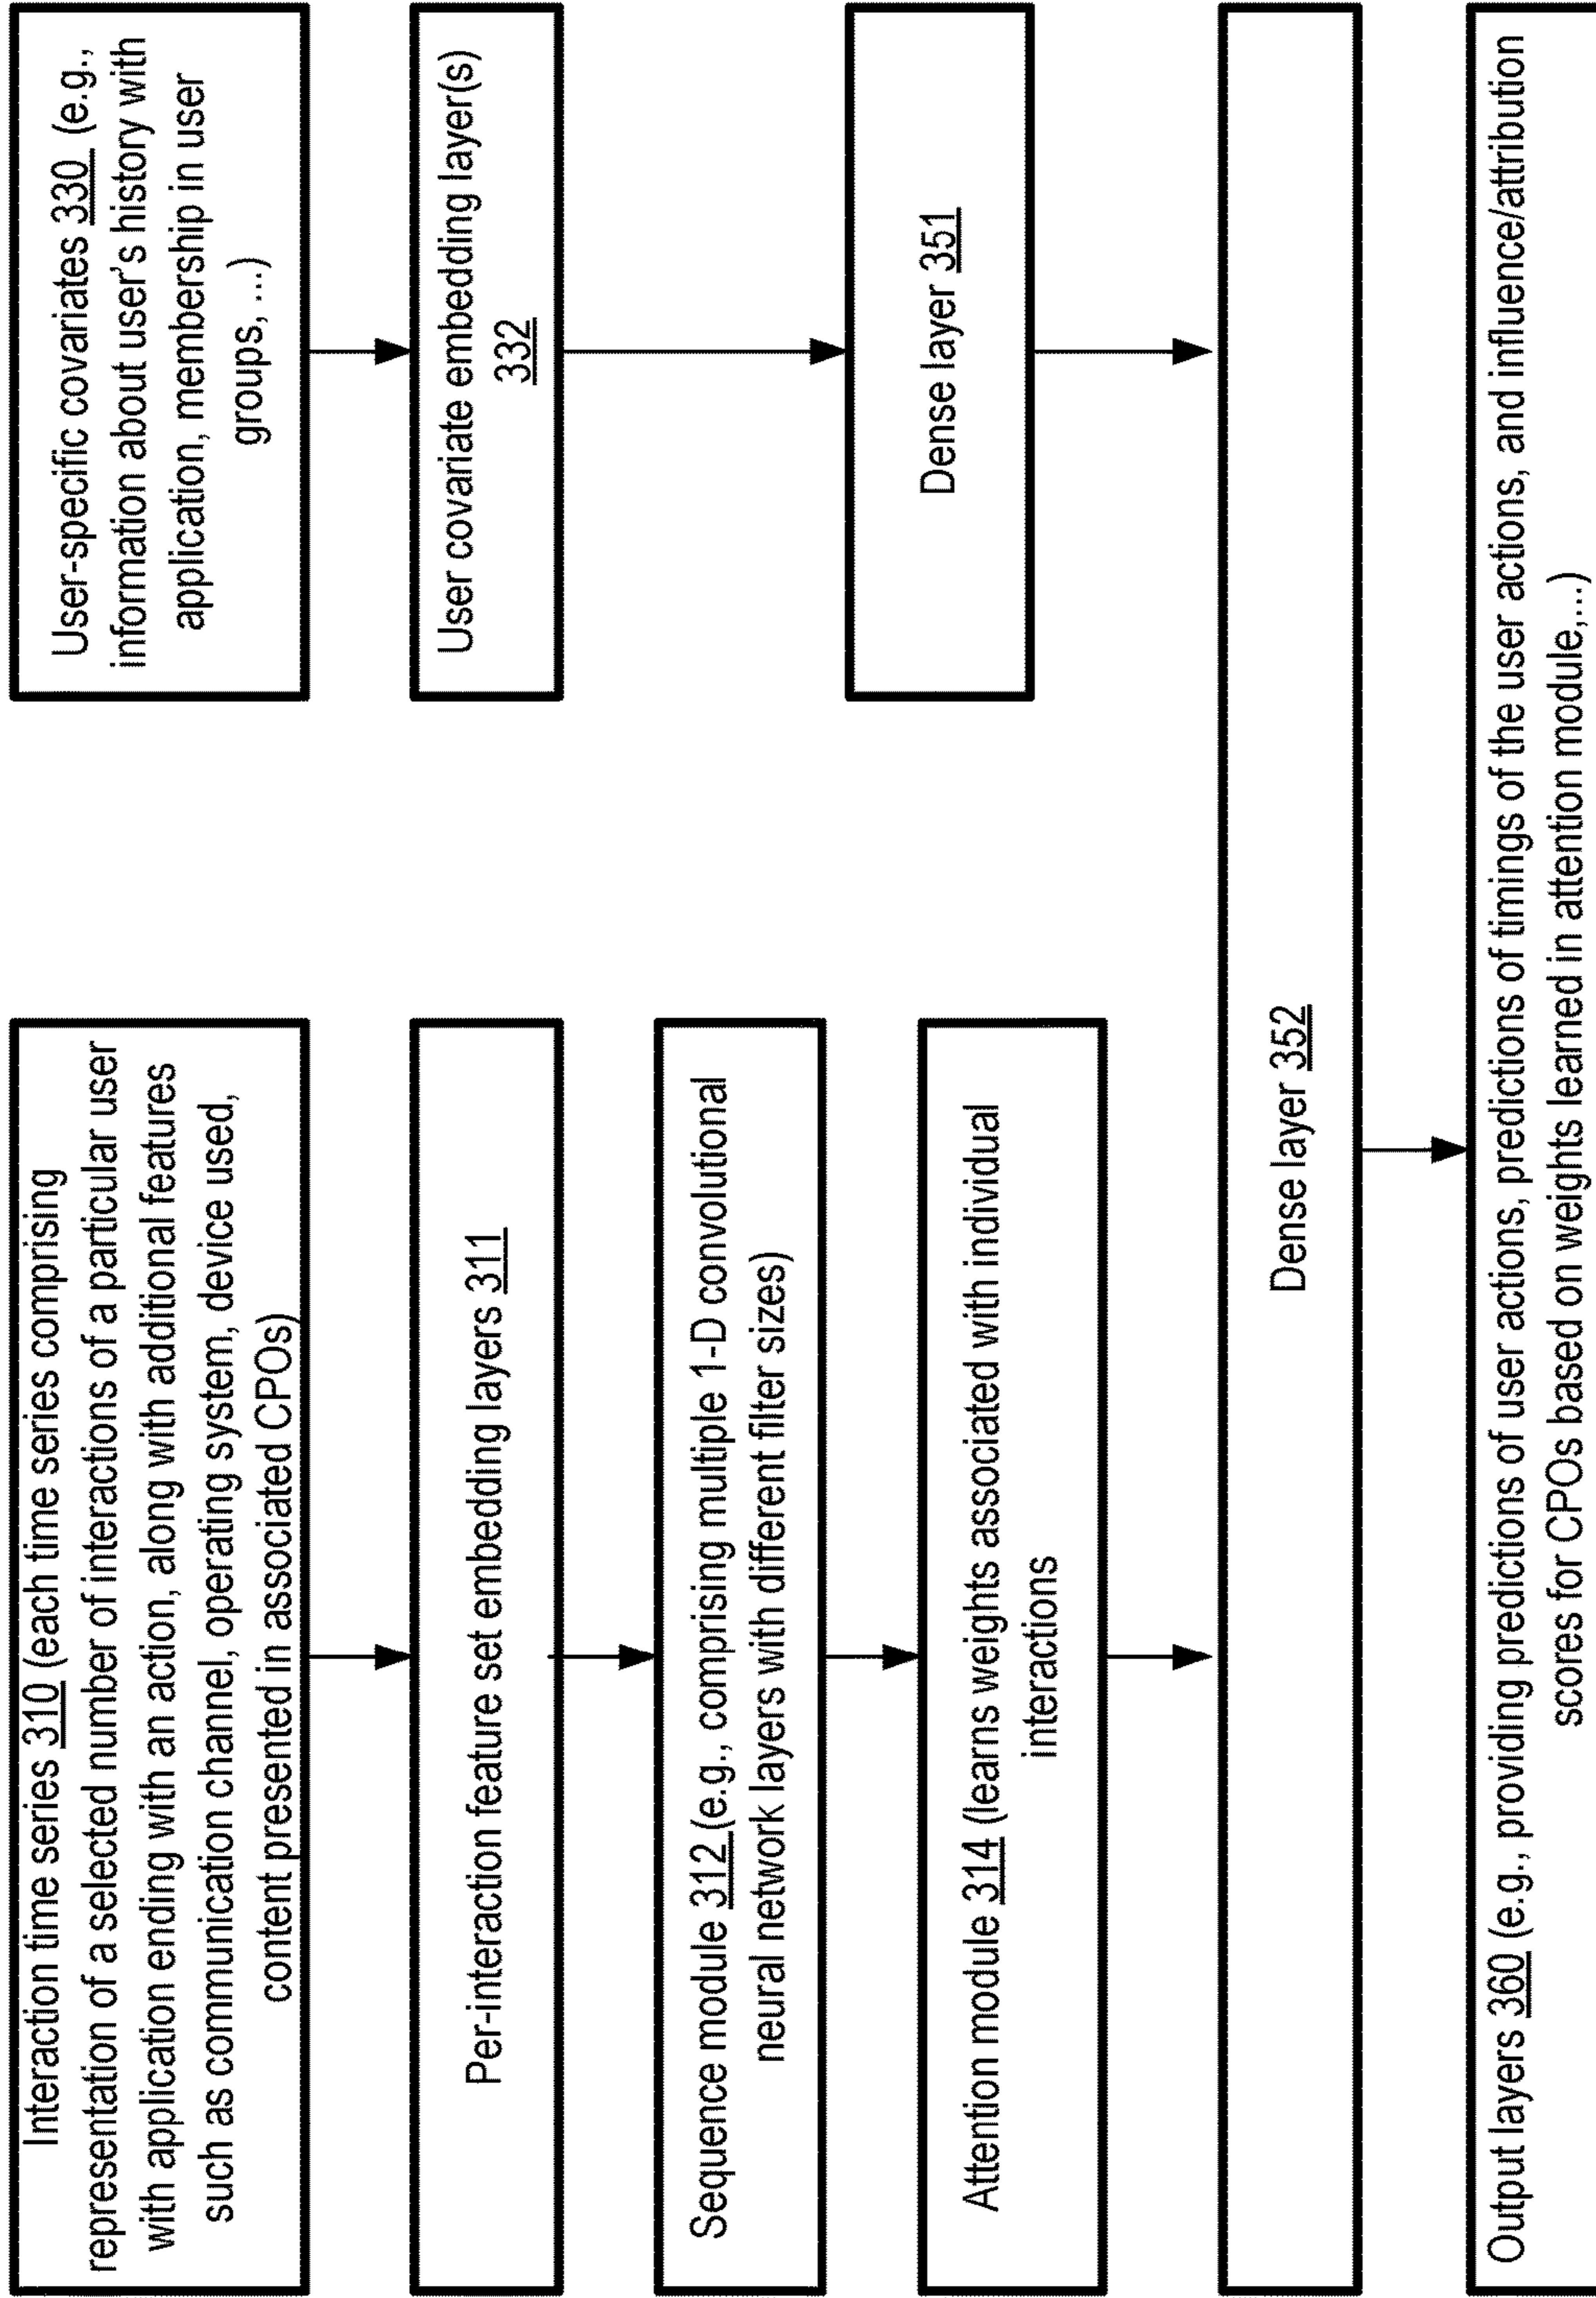 Interaction time series 310 (each time series comprising
representation of a selected number of interactions of a particular user
with application ending with an action, along with additional features
such as communication channel, operating system, device used,
content presented in associated CPOs)
User-specific covariates 330 (e.g.,
information about user's history with
application, membership in user
groups, ...)
Per-interaction feature set embedding layers 311
User covariate embedding layer(s)
332
Sequence module 312 (e.g., comprising multiple 1-D convolutional
neural network layers with different filter sizes)
Attention module 314 (learns weights associated with individual
interactions
Dense layer 351
Dense layer 352
Output layers 360 (e.g., providing predictions of user actions, predictions of timings of the user actions, and influence/attribution
scores for CPOs based on weights learned in attention module,...)